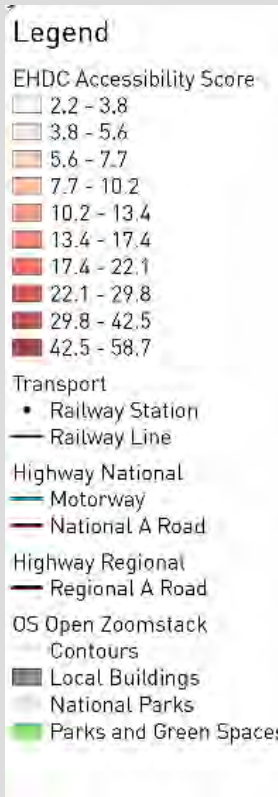 Legend
EHDC Accessibility Score
2.2 - 3.8
3.8 - 5.6
5.6 - 7.7
7.7 - 10.2
10.2 - 13.4
13.4 - 17.4
17.4 - 22.1
22.1 - 29.8
29.8 - 42.5
42.5 - 58.7
Transport
Railway Station
Railway Line
Highway National
Motorway
National A Road
Highway Regional
Regional A Road
OS Open Zoomstack
Contours
Local Buildings
National Parks
Parks and Green Spaces